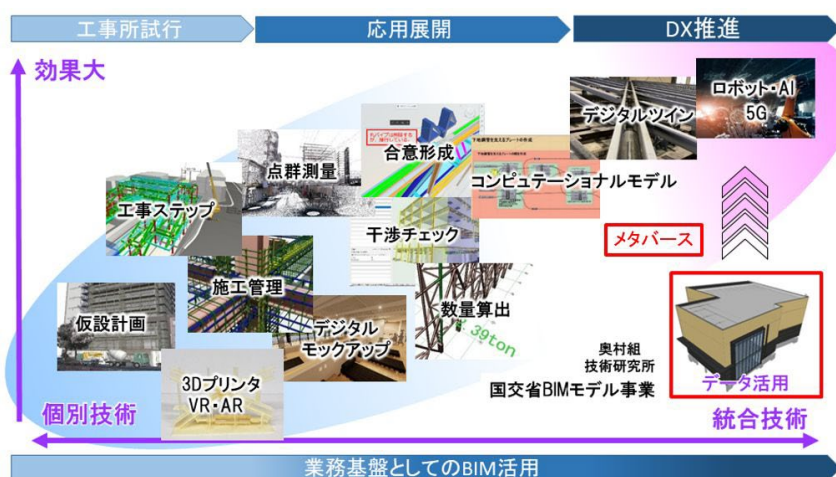 工事所試行
応用展開
DX推進
効果大
ロボット・AI
5G
デジタルツイン
合意形成
点群測量
コンピュテーショナルモデル
工事ステップ
干渉チェック
メタバース
施工管理
仮設計画
デジタル
モックアップ
数量算出
39ton
奥村組
技術研究所
国交省BIMモデル事業
データ活用
3Dプリンタ
VR・AR
個別技術
統合技術
業務基盤としてのBIM活用